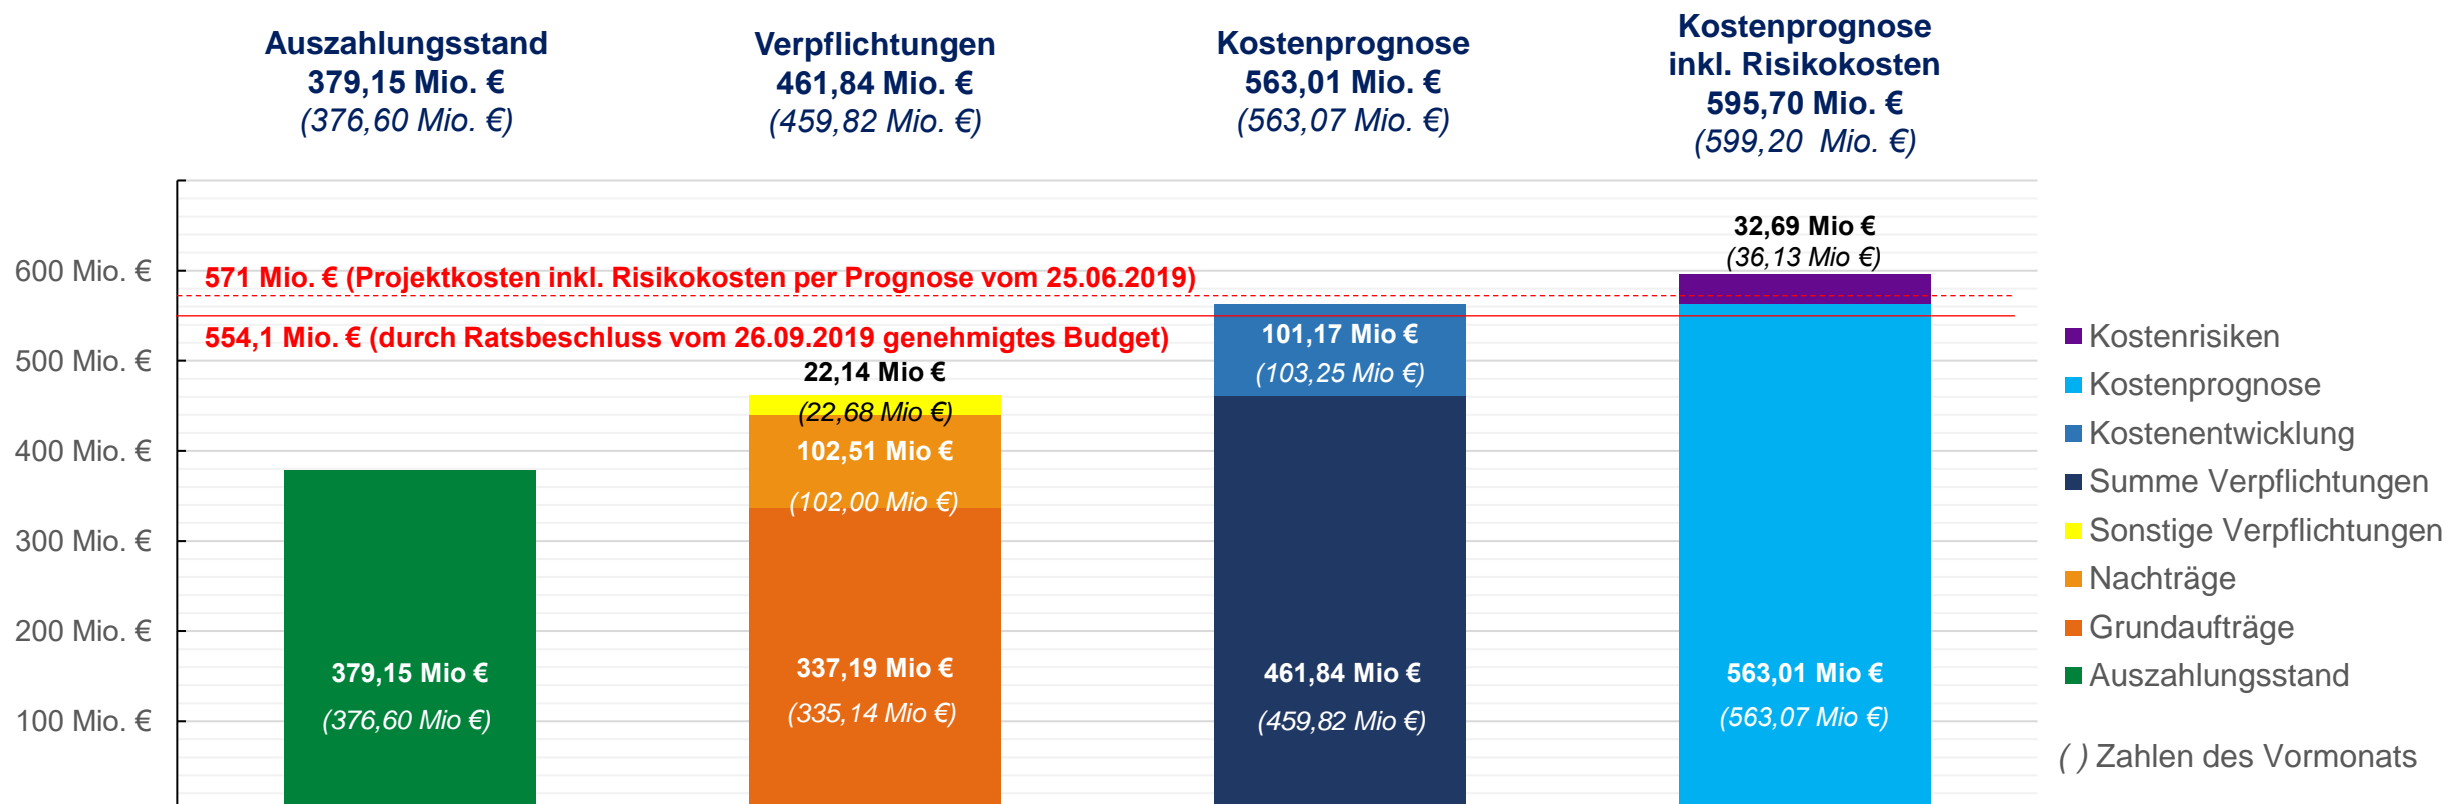 Auszahlungsstand
379,15 Mio. €
(376,60 Mio. €)
Verpflichtungen
461,84 Mio. €
(459,82 Mio. €)
Kostenprognose
563,01 Mio. €
(563,07 Mio. €)
Kostenprognose
inkl. Risikokosten
595,70 Mio. €
(599,20 Mio. €)
600 Mio. €
500 Mio. €
400 Mio. €
300 Mio. €
200 Mio. €
100 Mio. €
571 Mio. € (Projektkosten inkl. Risikokosten per Prognose vom 25.06.2019)
554,1 Mio. € (durch Ratsbeschluss vom 26.09.2019 genehmigtes Budget)
379,15 Mio €
(376,60 Mio €)
22,14 Mio €
(22,68 Mio €)
102,51 Mio €
(102,00 Mio €)
337,19 Mio €
(335,14 Mio €)
101,17 Mio €
(103,25 Mio €)
461,84 Mio €
(459,82 Mio €)
32,69 Mio €
(36,13 Mio €)
563,01 Mio €
(563,07 Mio €)
Kostenrisiken
Kostenprognose
Kostenentwicklung
Summe Verpflichtungen
Sonstige Verpflichtungen
Nachträge
Grundaufträge
Auszahlungsstand
( ) Zahlen des Vormonats